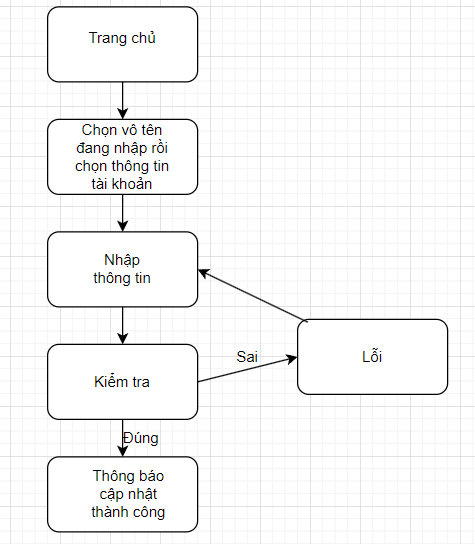 Trang chủ
Chọn vô tên
đang nhập rồi
chọn thông tin
tài khoản
Nhập
thông tin
Kiểm tra
Sai
Lỗi
Đúng
Thông báo
cập nhật
thành công